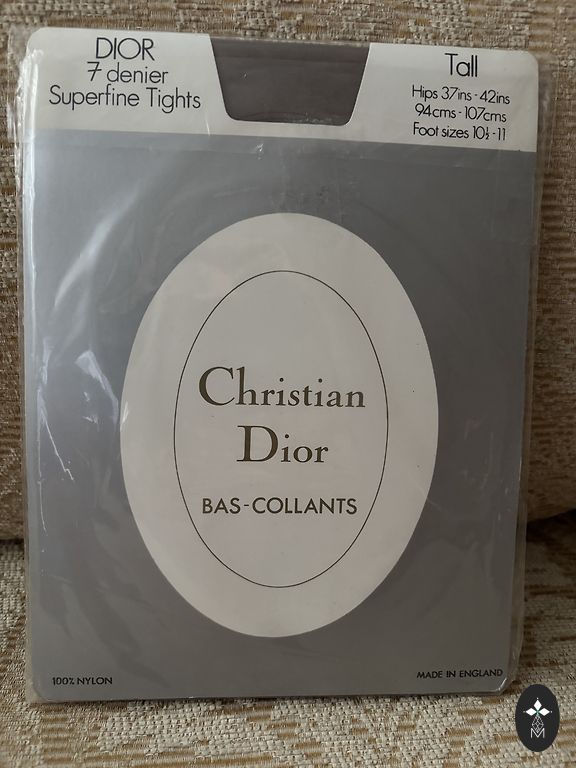 DIOR
7 denier
Superfine Tights
Tall
Hips 37ins - 42ins
94cms - 107cms
Foot sizes 10½ - 11
Christian
Dior
BAS-COLLANTS
100% NYLON
MADE IN ENGLAND
M